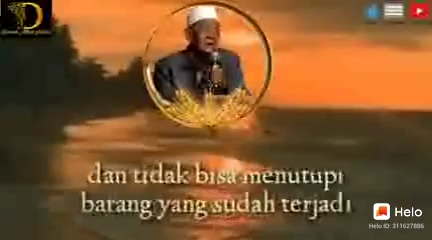 dan tidak bisa menutupi
barang yang sudah terjadi
Helo
Helo ID: 311627886